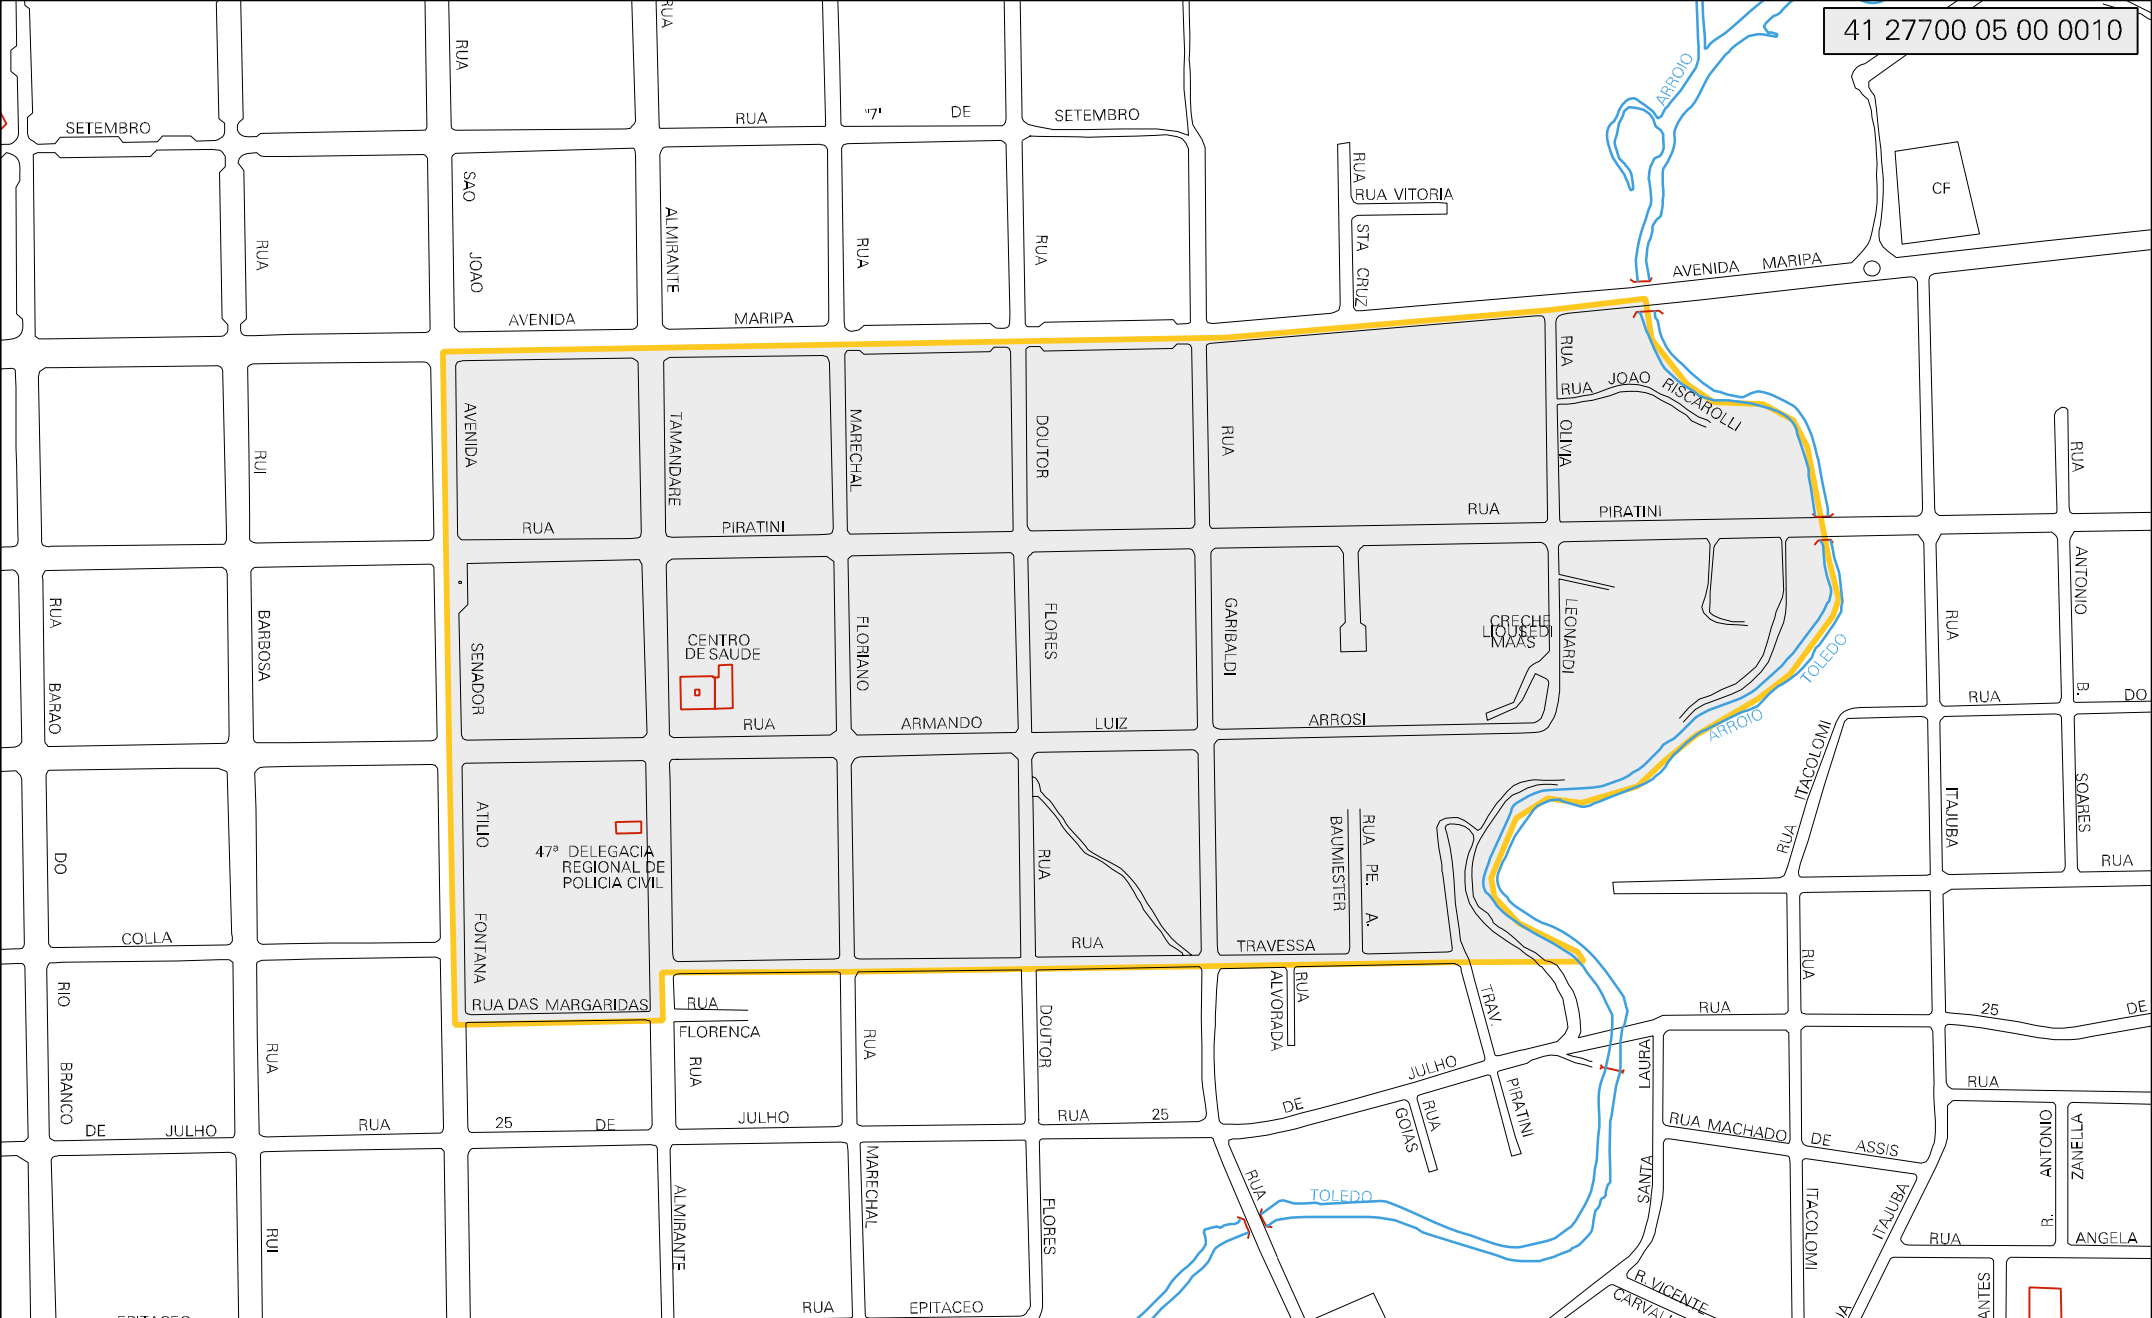 41 27700 05 00 0010
RUA
RUA
ARROIO
SETEMBRO
RUA
"7"
DE
SETEMBRO
SAO
JOAO
RUA
ALMIRANTE
RUA
RUA
RUA
STA
CRUZ
RUA VITORIA
CF
AVENIDA
MARIPA
AVENIDA
MARIPA
RUA
RUA
JOAO
RISCAROLLI
AVENIDA
TAMANDARE
MARECHAL
DOUTOR
RUA
OLIVIA
RUI
RUA
RUA
PIRATINI
RUA
PIRATINI
RUA
BARAO
BARBOSA
SENADOR
CENTRO
DE SAUDE
FLORIANO
FLORES
GARIBALDI
CRECHE
LIOUSEDI
MAAS
LEONARDI
TOLEDO
ARROIO
RUA
ANTONIO
B.
RUA
DO
RUA
ARMANDO
LUIZ
ARROSI
ITACOLOMI
RUA
ITAJUBA
SOARES
RUA
DO
ATILIO
47ª DELEGACIA
REGIONAL DE
POLICIA CIVIL
RUA
BAUMIESTER
RUA
PE.
A.
COLLA
FONTANA
RUA
TRAVESSA
RUA
RIO
BRANCO
RUA
RUA DAS MARGARIDAS
RUA
FLORENCA
RUA
RUA
DOUTOR
ALVORADA
RUA
TRAV.
RUA
25
DE
JULHO
LAURA
RUA
DE
JULHO
RUA
25
DE
JULHO
RUA
25
DE
GOIAS
RUA
PIRATINI
RUA MACHADO
DE
ASSIS
ANTONIO
R.
ZANELLA
RUI
ALMIRANTE
MARECHAL
FLORES
RUA
TOLEDO
SANTA
ITACOLOMI
ITAJUBA
RUA
ANGELA
RUA
EPITACEO
R. VICENTE